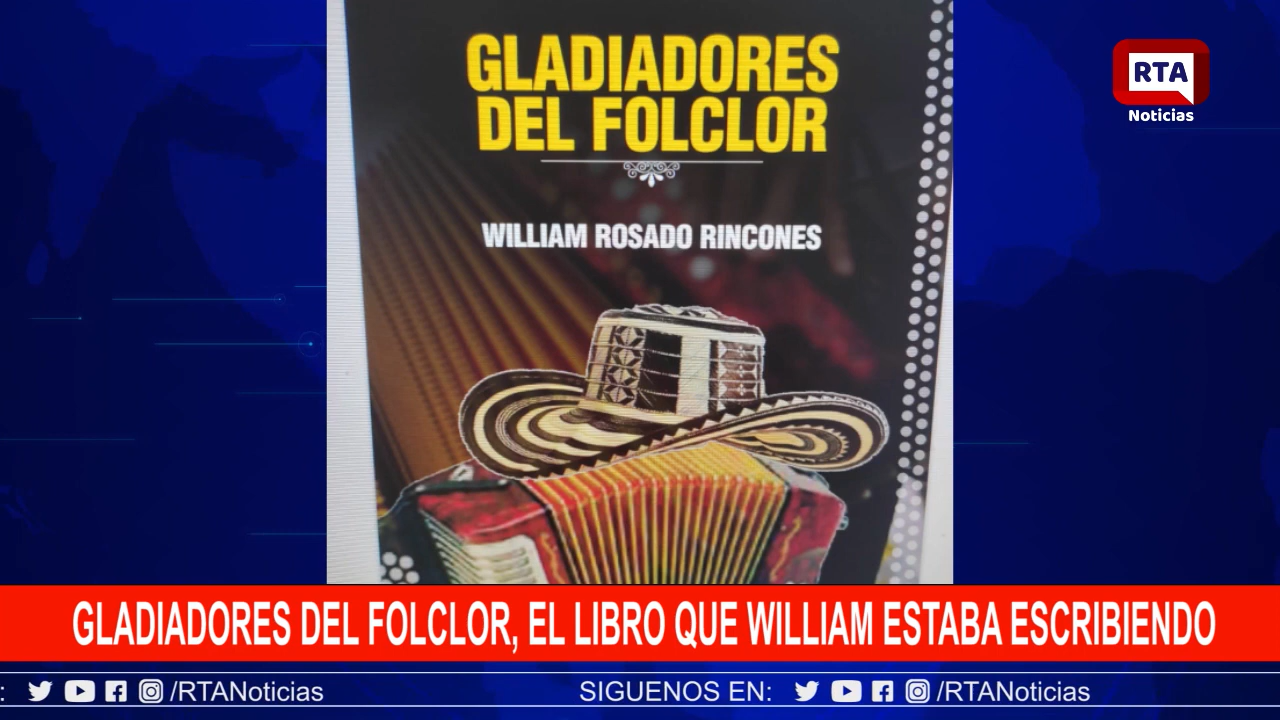 GLADIADORES
DEL FOLCLOR
WILLIAM ROSADO RINCONES
RTA
Noticias
GLADIADORES DEL FOLCLOR, EL LIBRO QUE WILLIAM ESTABA ESCRIBIENDO
: /RTANoticias SIGUENOS EN: /RTANoticias